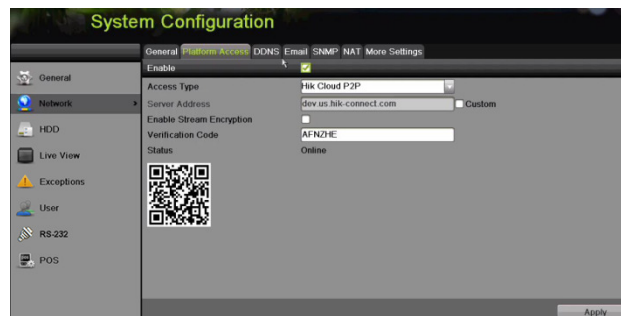 System Configuration
General Platform Access DDNS Email SNMP NAT More Settings
Enable
Access Type Hik Cloud P2P
Server Address dev.us.hik-connect.com Custom
Enable Stream Encryption
Verification Code AFNZHE
Status Online
General
Network
HDD
Live View
Exceptions
User
RS-232
POS
Apply